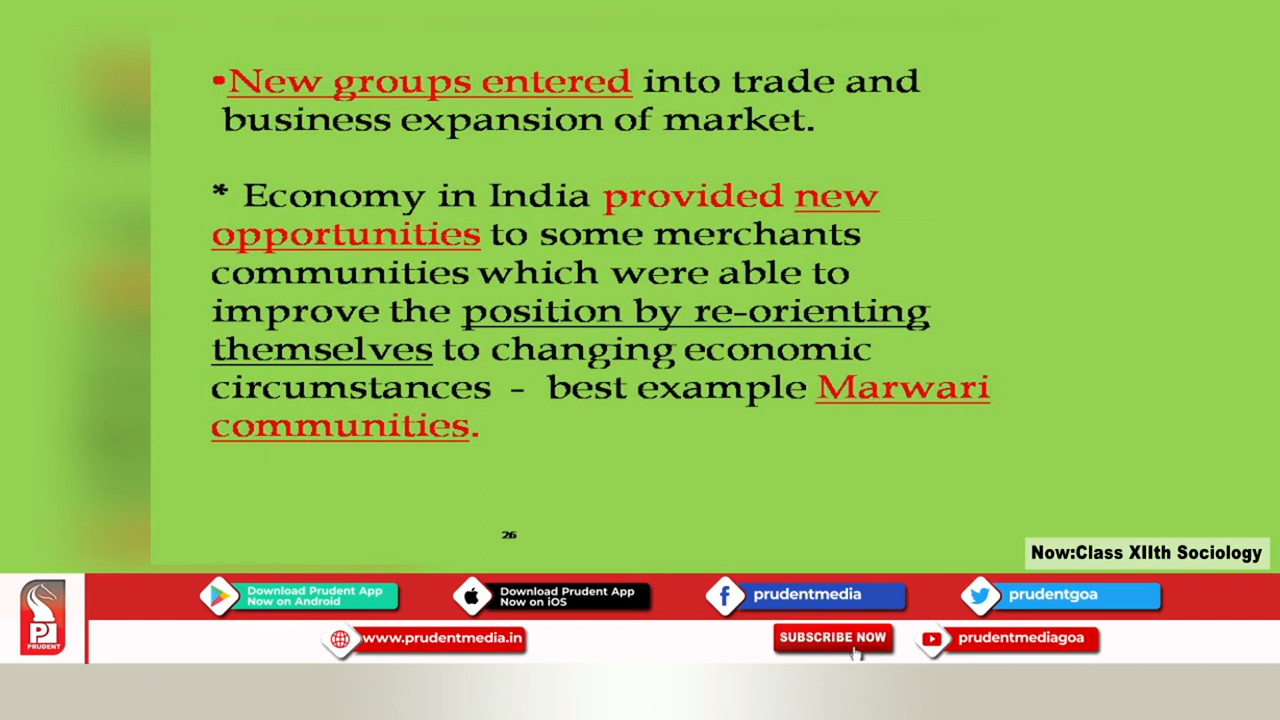 •New groups entered into trade and
business expansion of market.
* Economy in India provided new
opportunities to some merchants
communities which were able to
improve the position by re-orienting
themselves to changing economic
circumstances - best example Marwari
communities.
26
Now:Class XIIth Sociology
Download Prudent App
Now on Android
Download Prudent App
Now on iOS
prudentmedia
prudentgoa
PRUDENT
www.prudentmedia.in
SUBSCRIBE NOW
prudentmediagoa